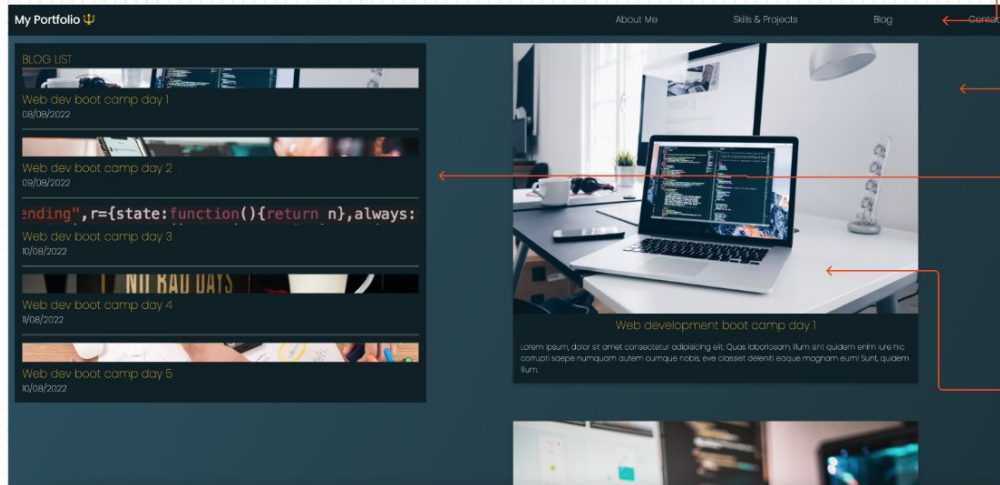 My Portfolio
About Me
Skills & Projects
Blog
Contac
BLOG LIST
Web dev boot camp day 1
08/08/2022
Web dev boot camp day 2
09/08/2022
ending",r={state:function(){return n},always:
Web dev boot camp day 3
10/08/2022
NO BAD DAYS
Web dev boot camp day 4
11/08/2022
Web dev boot camp day 5
10/08/2022
Web development boot camp day 1
Lorem ipsum, dolor sit amet consectetur adipisicing elit. Quas laboriosam, illum sint quidem enim iure hic
corrupti saepe numquam autem cumque nobis, eve classet deleniti eaque magnam eum! Sunt, quidem
illum.